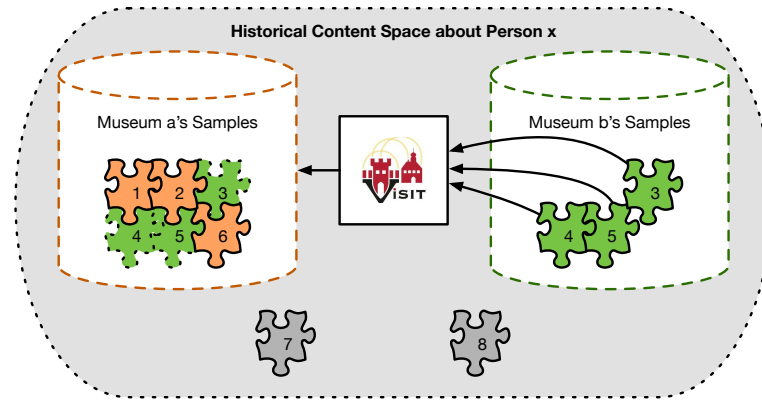 Historical Content Space about Person x
Museum a's Samples
Museum b's Samples
1
2
3
3
4
5
6
4
5
ViSIT
7
8